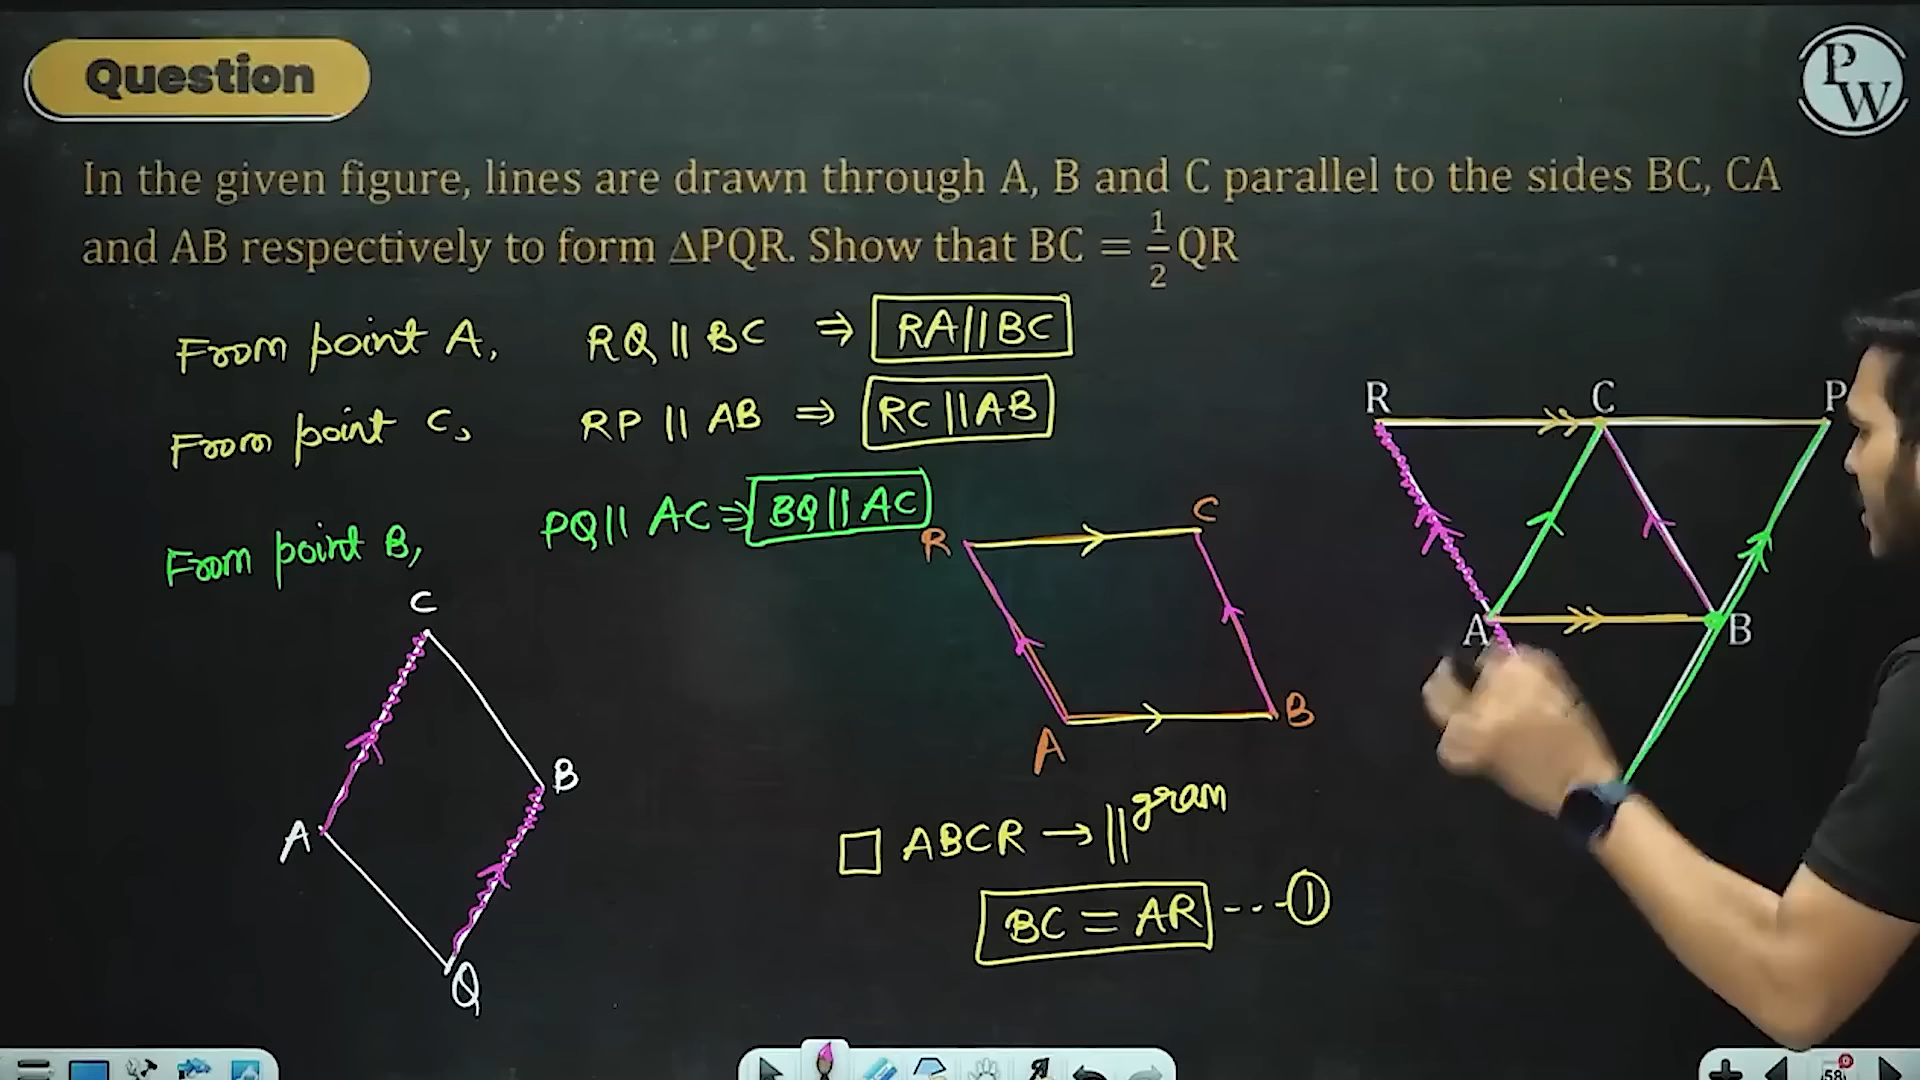 Question
PW
In the given figure, lines are drawn through A, B and C parallel to the sides BC, CA
and AB respectively to form ΔPQR. Show that BC = 1/2 QR
From point A, RQ || BC ⇒ RA || BC
From point C, RP || AB ⇒ RC || AB
From point B, PQ || AC ⇒ BQ || AC
R C P
A B
R C
A B
C
B
A
Q
□ ABCR → ||gram
BC = AR ---①
58